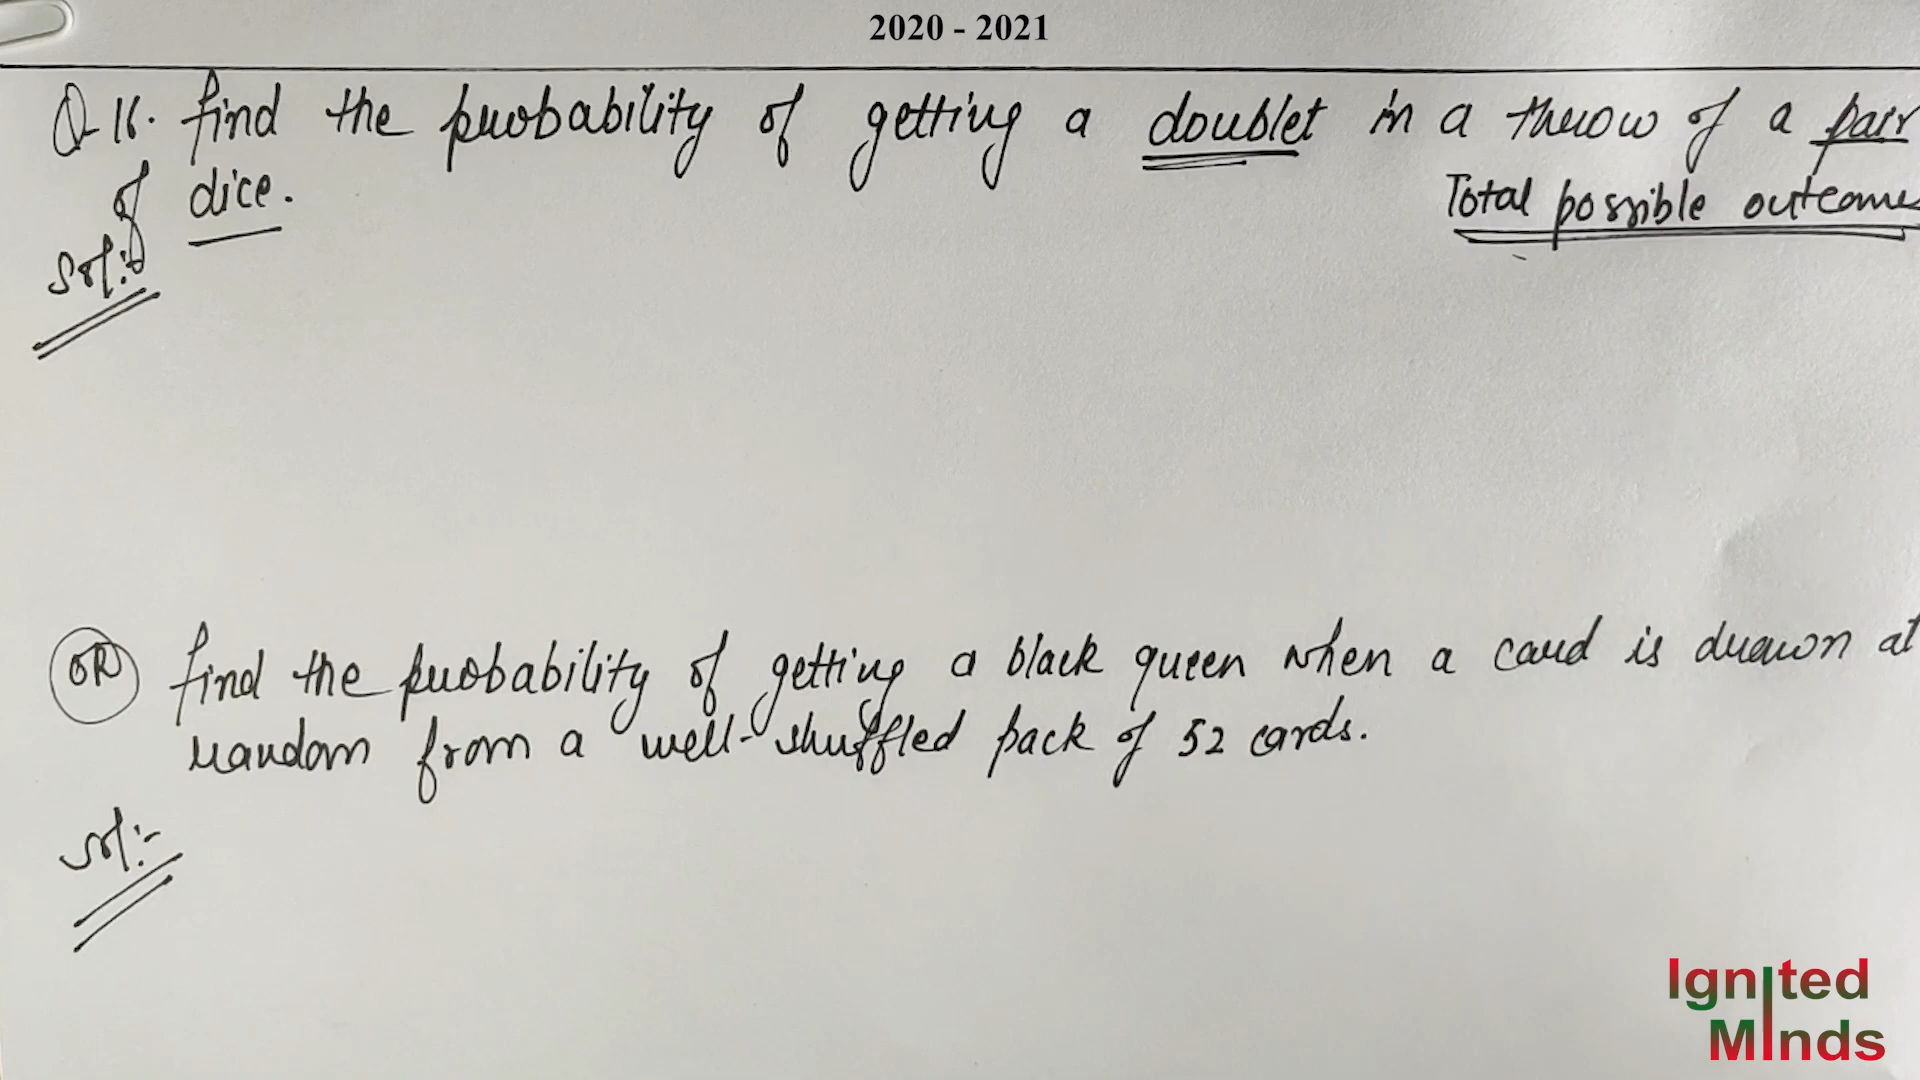 2020 - 2021
Q-16. find the probability of getting a doublet in a throw of a pair
of dice.
Total possible outcomes
Sol:-
OR find the probability of getting a black queen when a card is drawn at
random from a well-shuffled pack of 52 cards.
Sol:-
Ignited
Minds